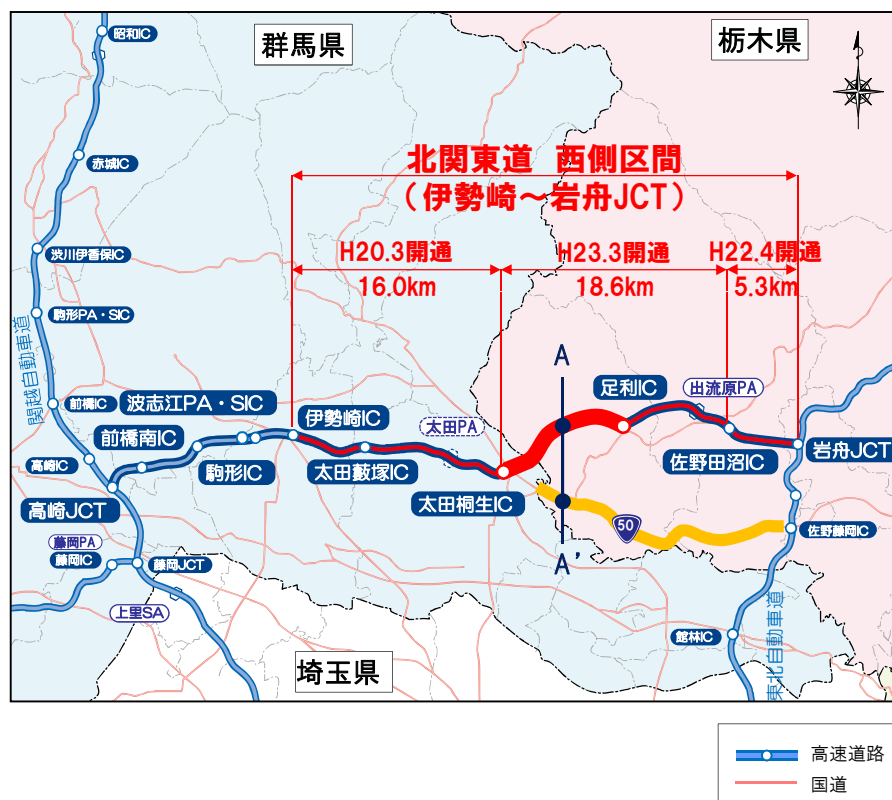 群馬県
栃木県
昭和IC
赤城IC
渋川伊香保IC
駒形PA・SIC
関越自動車道
前橋IC
高崎IC
北関東道 西側区間
(伊勢崎～岩舟JCT)
H20.3開通
H23.3開通
H22.4開通
16.0km
18.6km
5.3km
A
足利IC
出流原PA
波志江PA・SIC
伊勢崎IC
太田PA
前橋南IC
駒形IC
太田藪塚IC
佐野田沼IC
岩舟JCT
高崎JCT
太田桐生IC
50
佐野藤岡IC
A'
藤岡PA
藤岡IC
藤岡JCT
上里SA
館林IC
東北自動車道
埼玉県
高速道路
国道